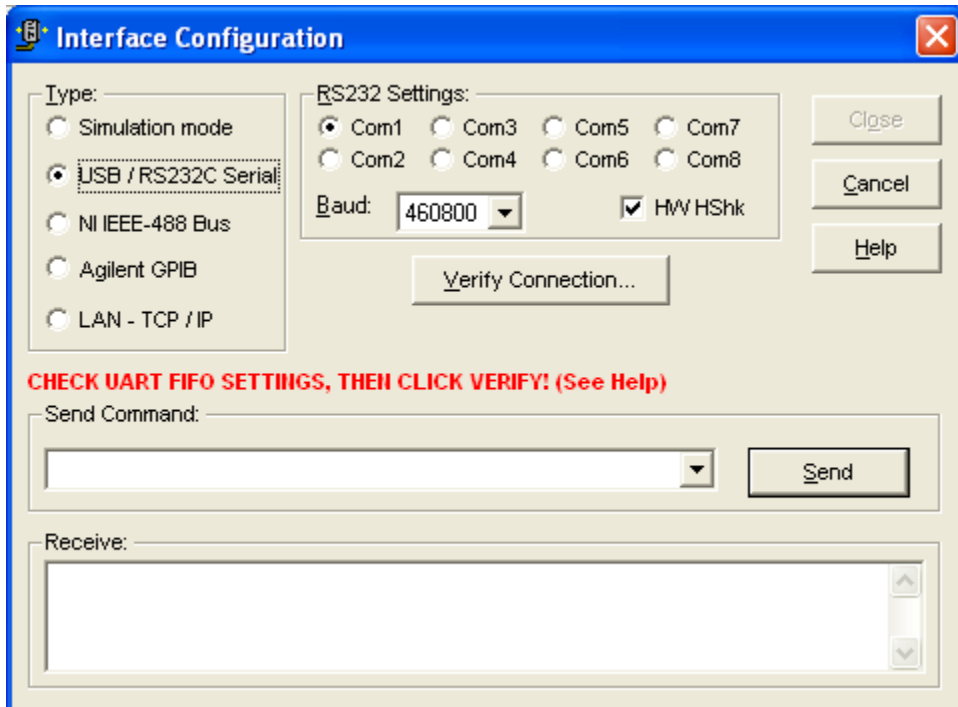 Interface Configuration
Type:
Simulation mode
USB / RS232C Serial
NI IEEE-488 Bus
Agilent GPIB
LAN - TCP / IP
RS232 Settings:
Com1 Com3 Com5 Com7
Com2 Com4 Com6 Com8
Baud: 460800 HW HShk
Verify Connection...
Close
Cancel
Help
CHECK UART FIFO SETTINGS, THEN CLICK VERIFY! (See Help)
Send Command:
Send
Receive: